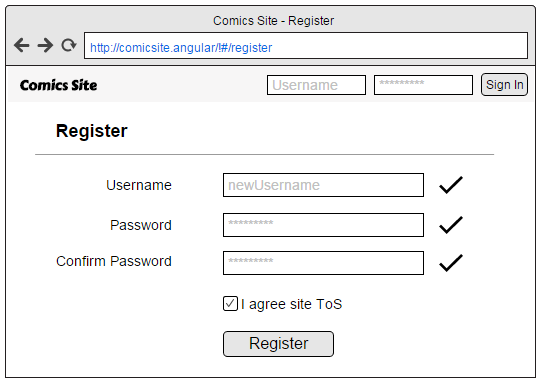 Comics Site - Register
http://comicsite.angular/!#/register
Comics Site
Username
*********
Sign In
Register
Username
newUsername
Password
*********
Confirm Password
*********
I agree site ToS
Register